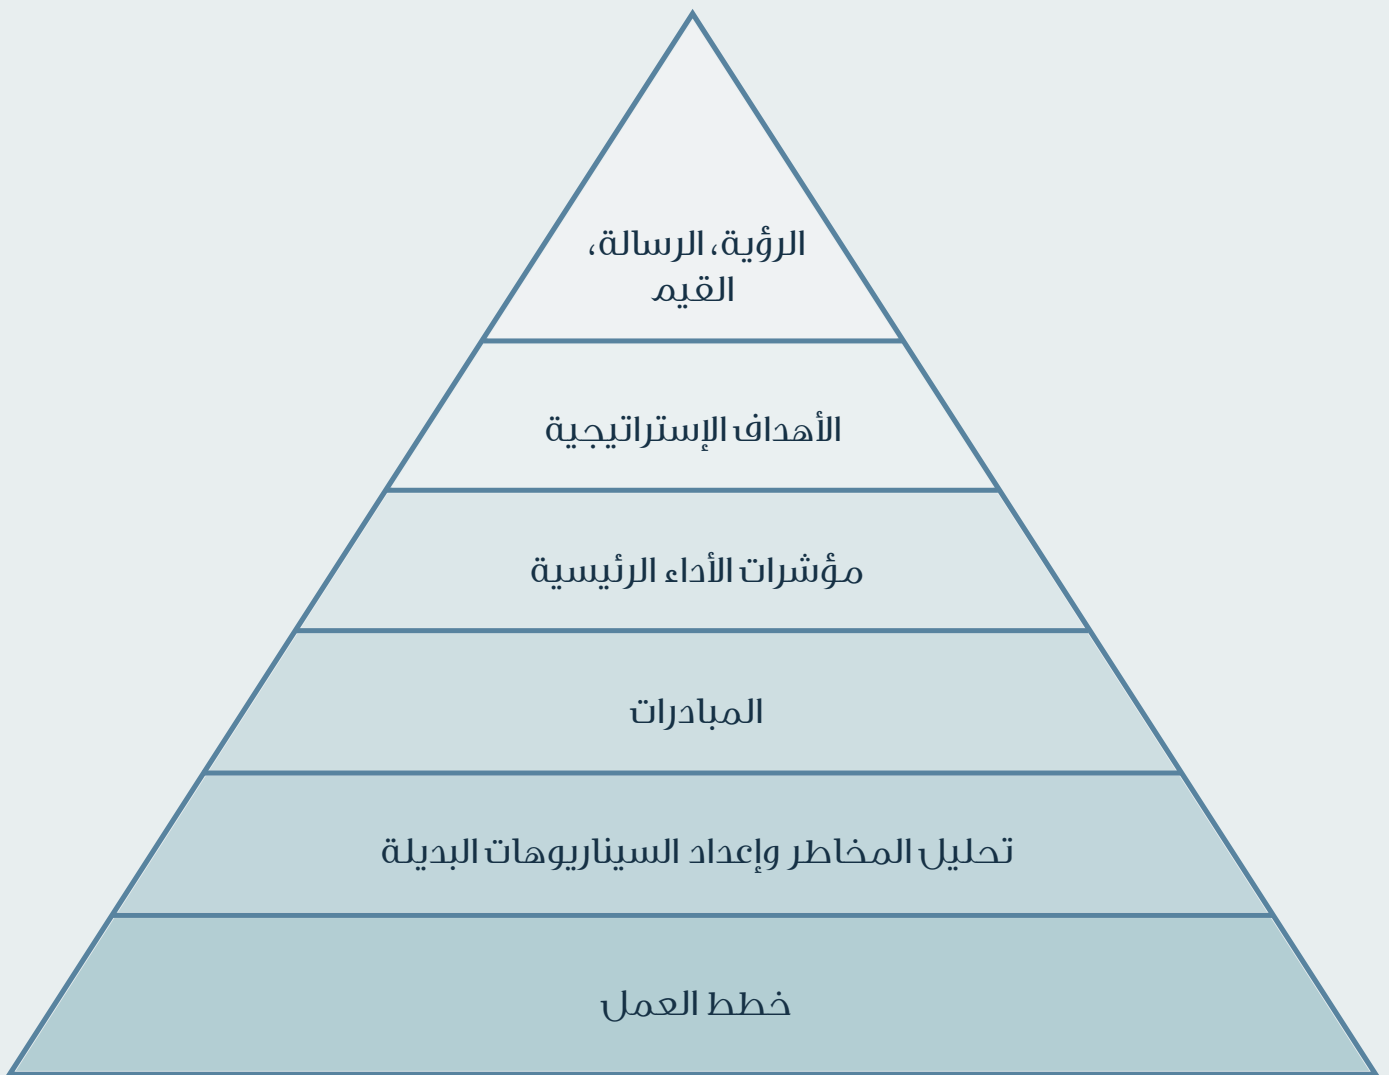 الرؤية، الرسالة،
القيم
الأهداف الإستراتيجية
مؤشرات الأداء الرئيسية
المبادرات
تحليل المخاطر وإعداد السيناريوهات البديلة
خطط العمل